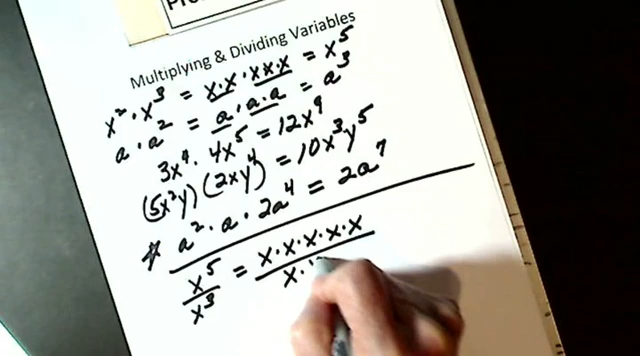 Multiplying & Dividing Variables
x² · x³ = x·x · x·x·x = x⁵
a · a² = a · a·a = a³
3x⁴ · 4x⁵ = 12x⁹
(5x²y)(2xy⁴) = 10x³y⁵
* a² · a · 2a⁴ = 2a⁷
x⁵/x³ = x·x·x·x·x/x·